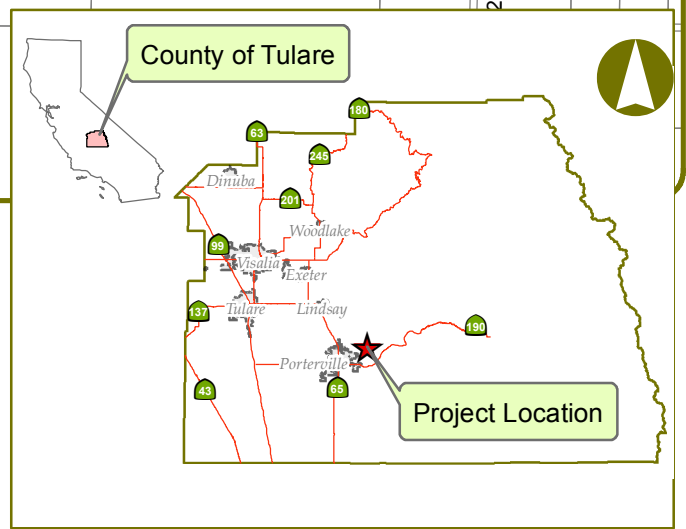 2
County of Tulare
180
63
245
Dinuba
201
Woodlake
99
Visalia
Exeter
137
Tulare
Lindsay
190
Porterville
65
43
Project Location